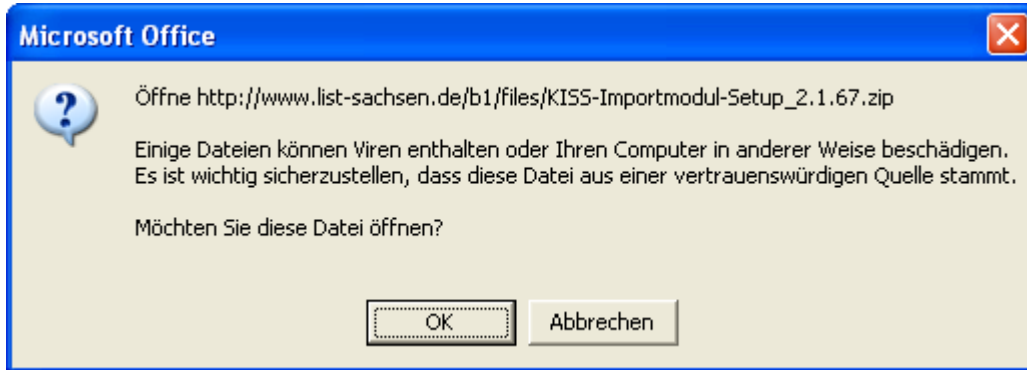 Microsoft Office
Öffne http://www.list-sachsen.de/b1/files/KISS-Importmodul-Setup_2.1.67.zip
Einige Dateien können Viren enthalten oder Ihren Computer in anderer Weise beschädigen.
Es ist wichtig sicherzustellen, dass diese Datei aus einer vertrauenswürdigen Quelle stammt.
Möchten Sie diese Datei öffnen?
OK Abbrechen